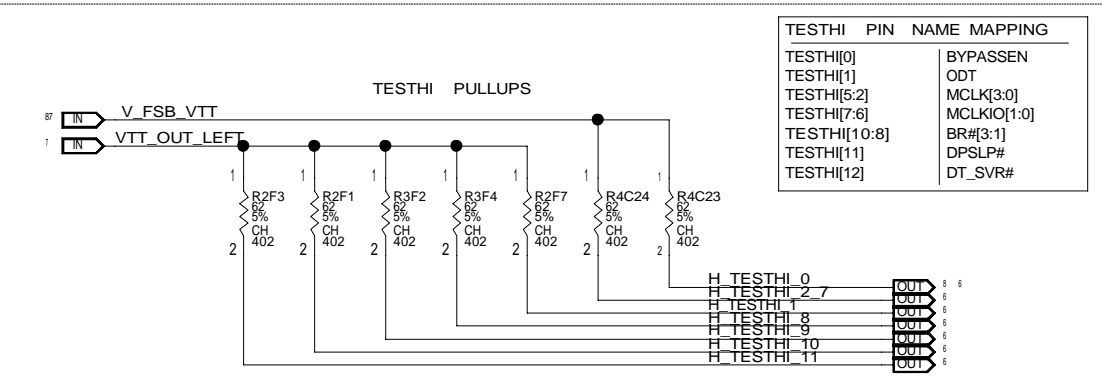 TESTHI PIN NAME MAPPING
TESTHI[0] BYPASSEN
TESTHI[1] ODT
TESTHI[5:2] MCLK[3:0]
TESTHI[7:6] MCLKIO[1:0]
TESTHI[10:8] BR#[3:1]
TESTHI[11] DPSLP#
TESTHI[12] DT_SVR#
TESTHI PULLUPS
87 IN V_FSB_VTT
7 IN VTT_OUT_LEFT
1 1 1 1 1 1 1
R2F3 R2F1 R3F2 R3F4 R2F7 R4C24 R4C23
62 62 62 62 62 62 62
5% 5% 5% 5% 5% 5% 5%
CH CH CH CH CH CH CH
402 402 402 402 402 402 402
2 2 2 2 2 2 2
H_TESTHI_0 OUT 8 6
H_TESTHI_2_7 OUT 6
H_TESTHI_1 OUT 6
H_TESTHI_8 OUT 6
H_TESTHI_9 OUT 6
H_TESTHI_10 OUT 6
H_TESTHI_11 OUT 6